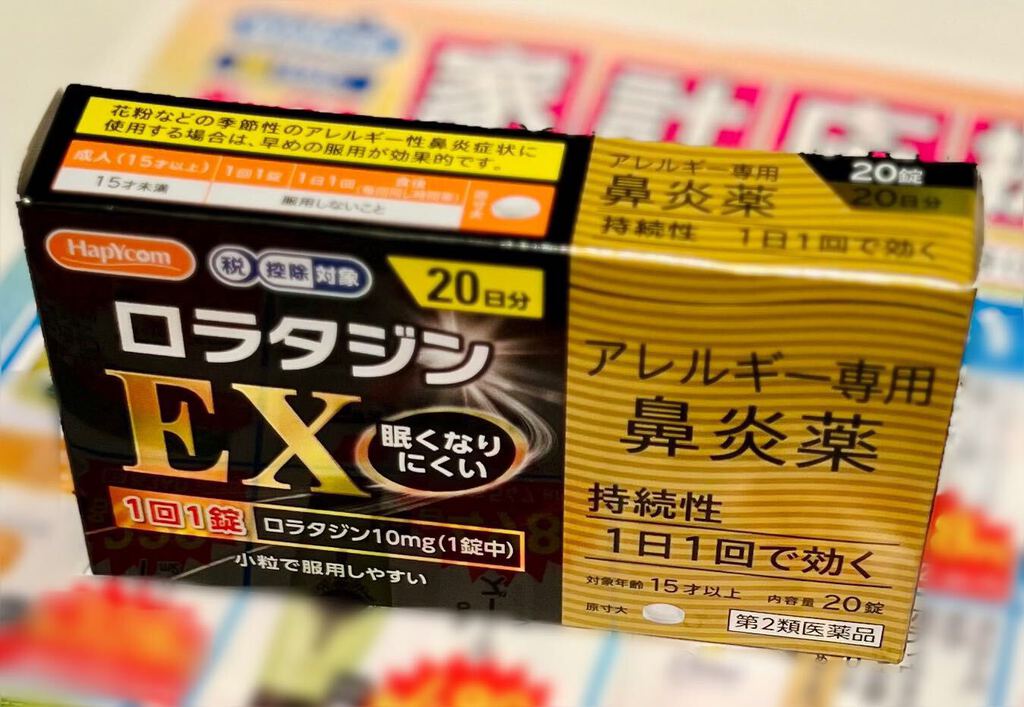 花粉などの季節性のアレルギー性鼻炎症状に
使用する場合は、早めの服用が効果的です。
成人(15才以上) 1回1錠 1日1回 食後
15才未満 服用しないこと
アレルギー専用
鼻炎薬
持続性 1日1回で効く
20錠
20日分
HapYcom
税 控除対象
20日分
ロラタジン
EX
眠くなり
にくい
1回1錠
ロラタジン10mg(1錠中)
小粒で服用しやすい
アレルギー専用
鼻炎薬
持続性
1日1回で効く
対象年齢 15才以上 内容量 20錠
原寸大
第2類医薬品
家計応